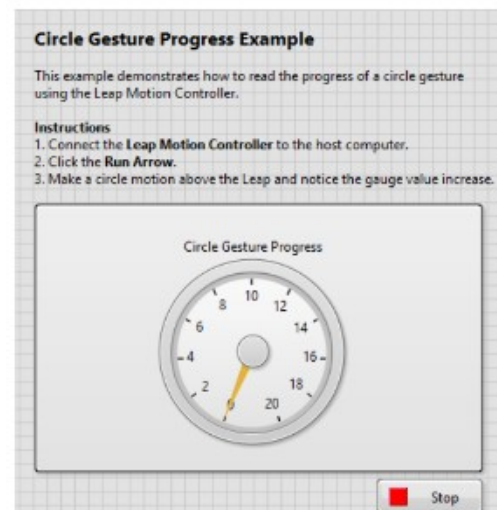 Circle Gesture Progress Example
This example demonstrates how to read the progress of a circle gesture
using the Leap Motion Controller.
Instructions
1. Connect the Leap Motion Controller to the host computer.
2. Click the Run Arrow.
3. Make a circle motion above the Leap and notice the gauge value increase.
Circle Gesture Progress
0
2
4
6
8
10
12
14
16
18
20
Stop